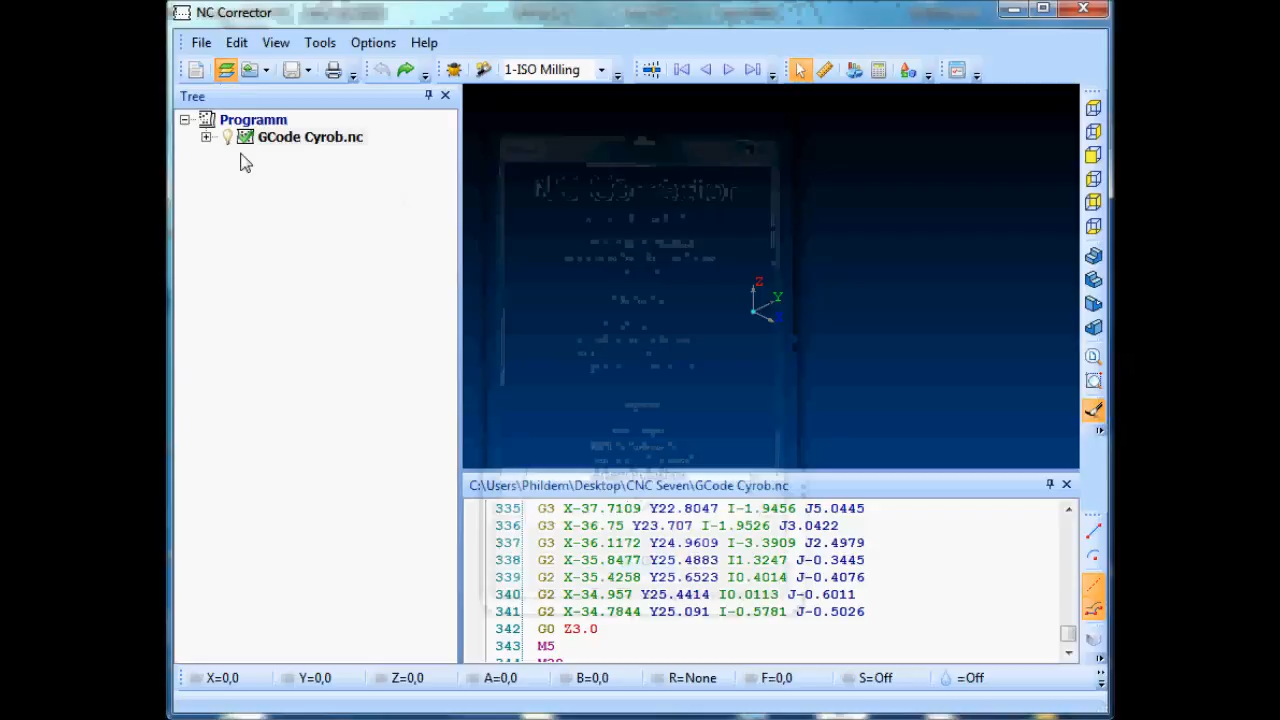 NC Corrector
File Edit View Tools Options Help
1-ISO Milling
Tree
Programm
GCode Cyrob.nc
NC Corrector
Z
Y
C:\Users\Phildem\Desktop\CNC Seven\GCode Cyrob.nc
335 G3 X-37.7109 Y22.8047 I-1.9456 J5.0445
336 G3 X-36.75 Y23.707 I-1.9526 J3.0422
337 G3 X-36.1172 Y24.9609 I-3.3909 J2.4979
338 G2 X-35.8477 Y25.4883 I1.3247 J-0.3445
339 G2 X-35.4258 Y25.6523 I0.4014 J-0.4076
340 G2 X-34.957 Y25.4414 I0.0113 J-0.6011
341 G2 X-34.7844 Y25.091 I-0.5781 J-0.5026
342 G0 Z3.0
343 M5
X=0,0 Y=0,0 Z=0,0 A=0,0 B=0,0 R=None F=0,0 S=Off =Off